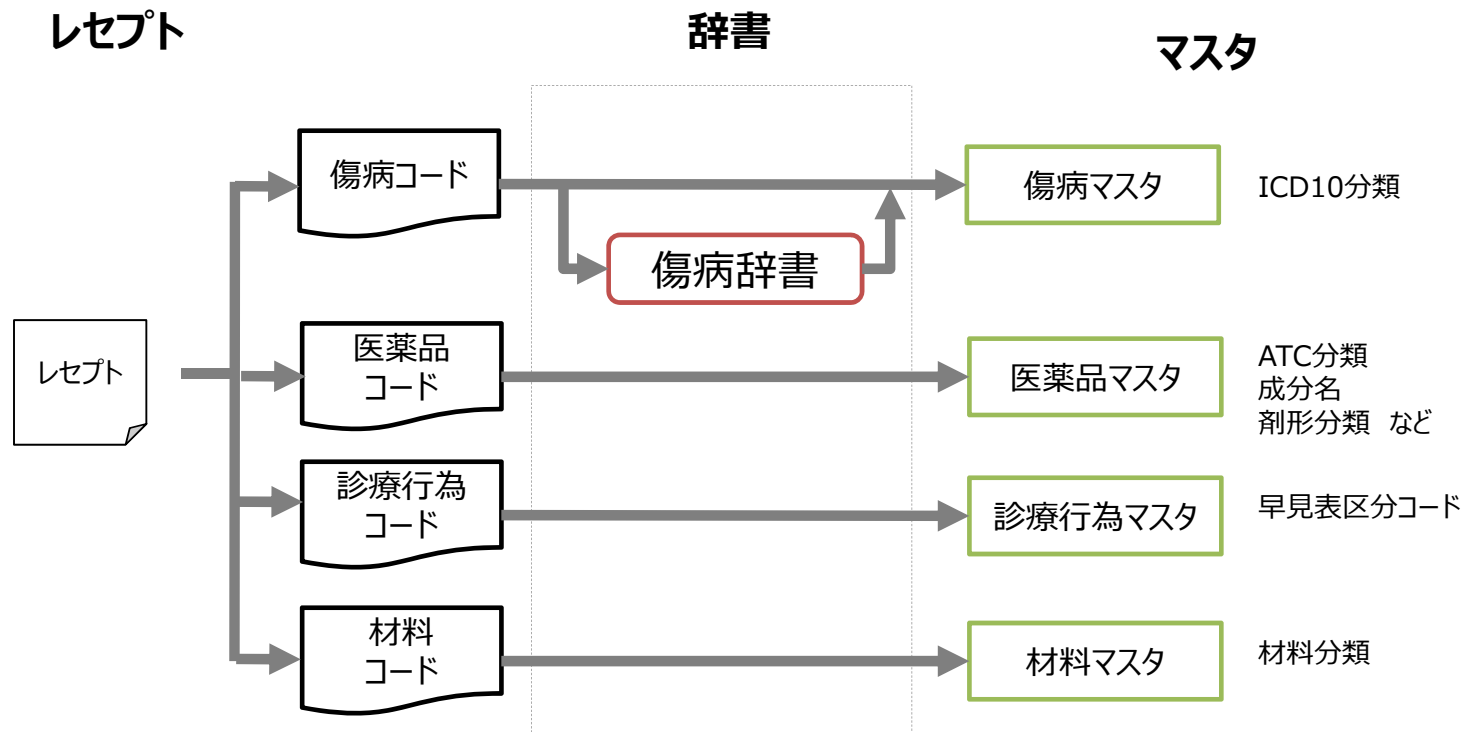 レセプト
辞書
マスタ
傷病コード
傷病マスタ
ICD10分類
傷病辞書
レセプト
医薬品
コード
医薬品マスタ
ATC分類
成分名
剤形分類　など
診療行為
コード
診療行為マスタ
早見表区分コード
材料
コード
材料マスタ
材料分類